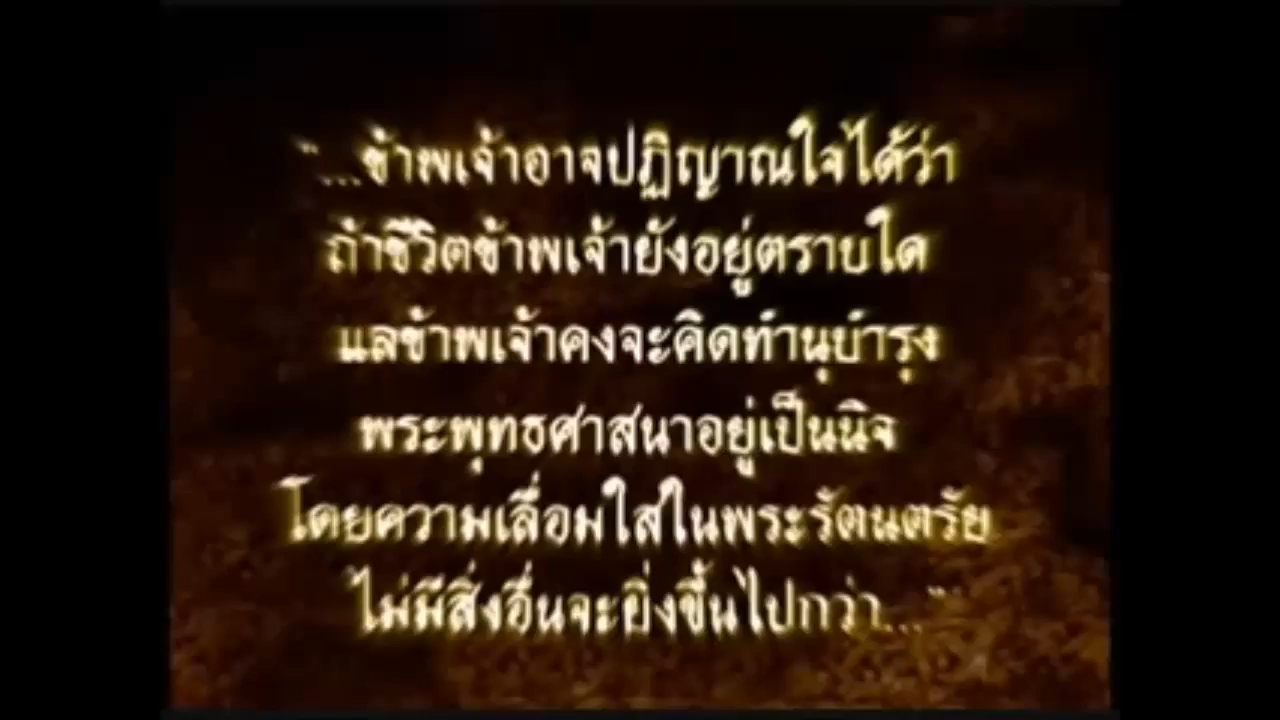 "...ข้าพเจ้าอาจปฏิญาณใจได้ว่า
ถ้าชีวิตข้าพเจ้ายังอยู่ตราบใด
แลข้าพเจ้าคงจะคิดทำนุบำรุง
พระพุทธศาสนาอยู่เป็นนิจ
โดยความเลื่อมใสในพระรัตนตรัย
ไม่มีสิ่งอื่นจะยิ่งขึ้นไปกว่า..."